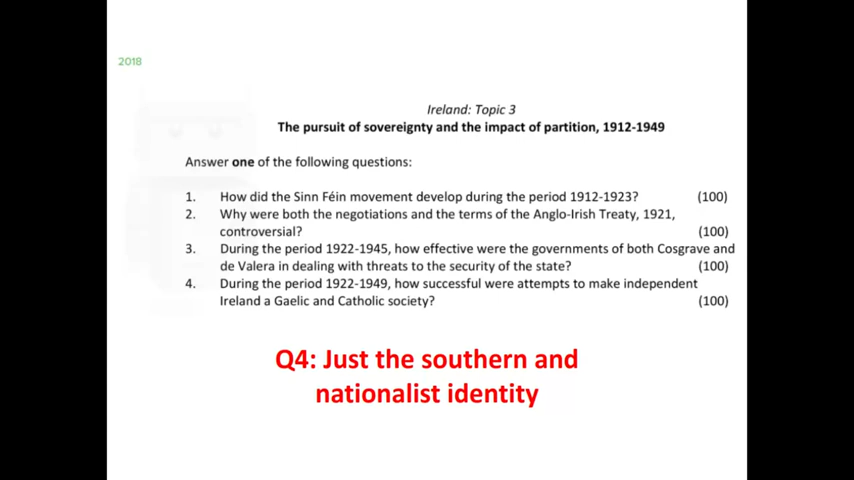 2018
Ireland: Topic 3
The pursuit of sovereignty and the impact of partition, 1912-1949
Answer one of the following questions:
1. How did the Sinn Féin movement develop during the period 1912-1923? (100)
2. Why were both the negotiations and the terms of the Anglo-Irish Treaty, 1921,
controversial? (100)
3. During the period 1922-1945, how effective were the governments of both Cosgrave and
de Valera in dealing with threats to the security of the state? (100)
4. During the period 1922-1949, how successful were attempts to make independent
Ireland a Gaelic and Catholic society? (100)
Q4: Just the southern and
nationalist identity